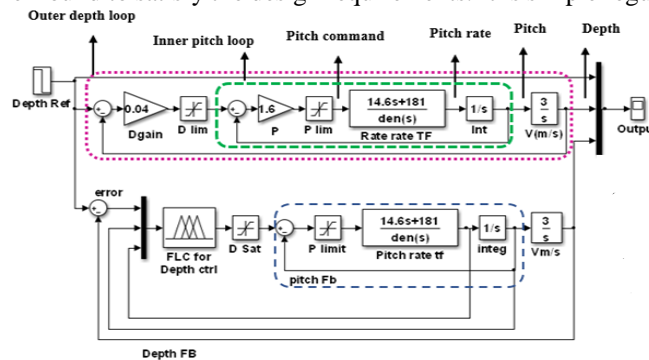 Outer depth loop
Inner pitch loop
Pitch command
Pitch rate
Pitch
Depth
Depth Ref
0.04
Dgain
D lim
1.6
P
P lim
14.6s+181
den(s)
Rate rate TF
1/s
Int
3
s
V(m/s)
Outpu
error
FLC for
Depth ctrl
D Sat
P limit
14.6s+181
den(s)
Pitch rate tf
1/s
integ
3
s
Vm/s
pitch Fb
Depth FB